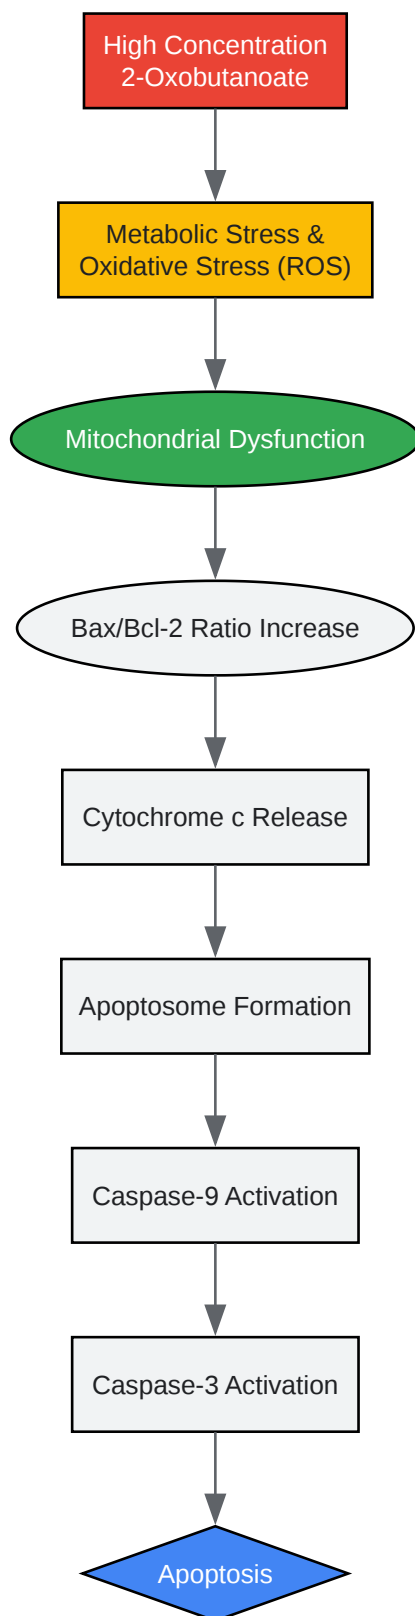 High Concentration
2-Oxobutanoate
Metabolic Stress &
Oxidative Stress (ROS)
Mitochondrial Dysfunction
Bax/Bcl-2 Ratio Increase
Cytochrome c Release
Apoptosome Formation
Caspase-9 Activation
Caspase-3 Activation
Apoptosis